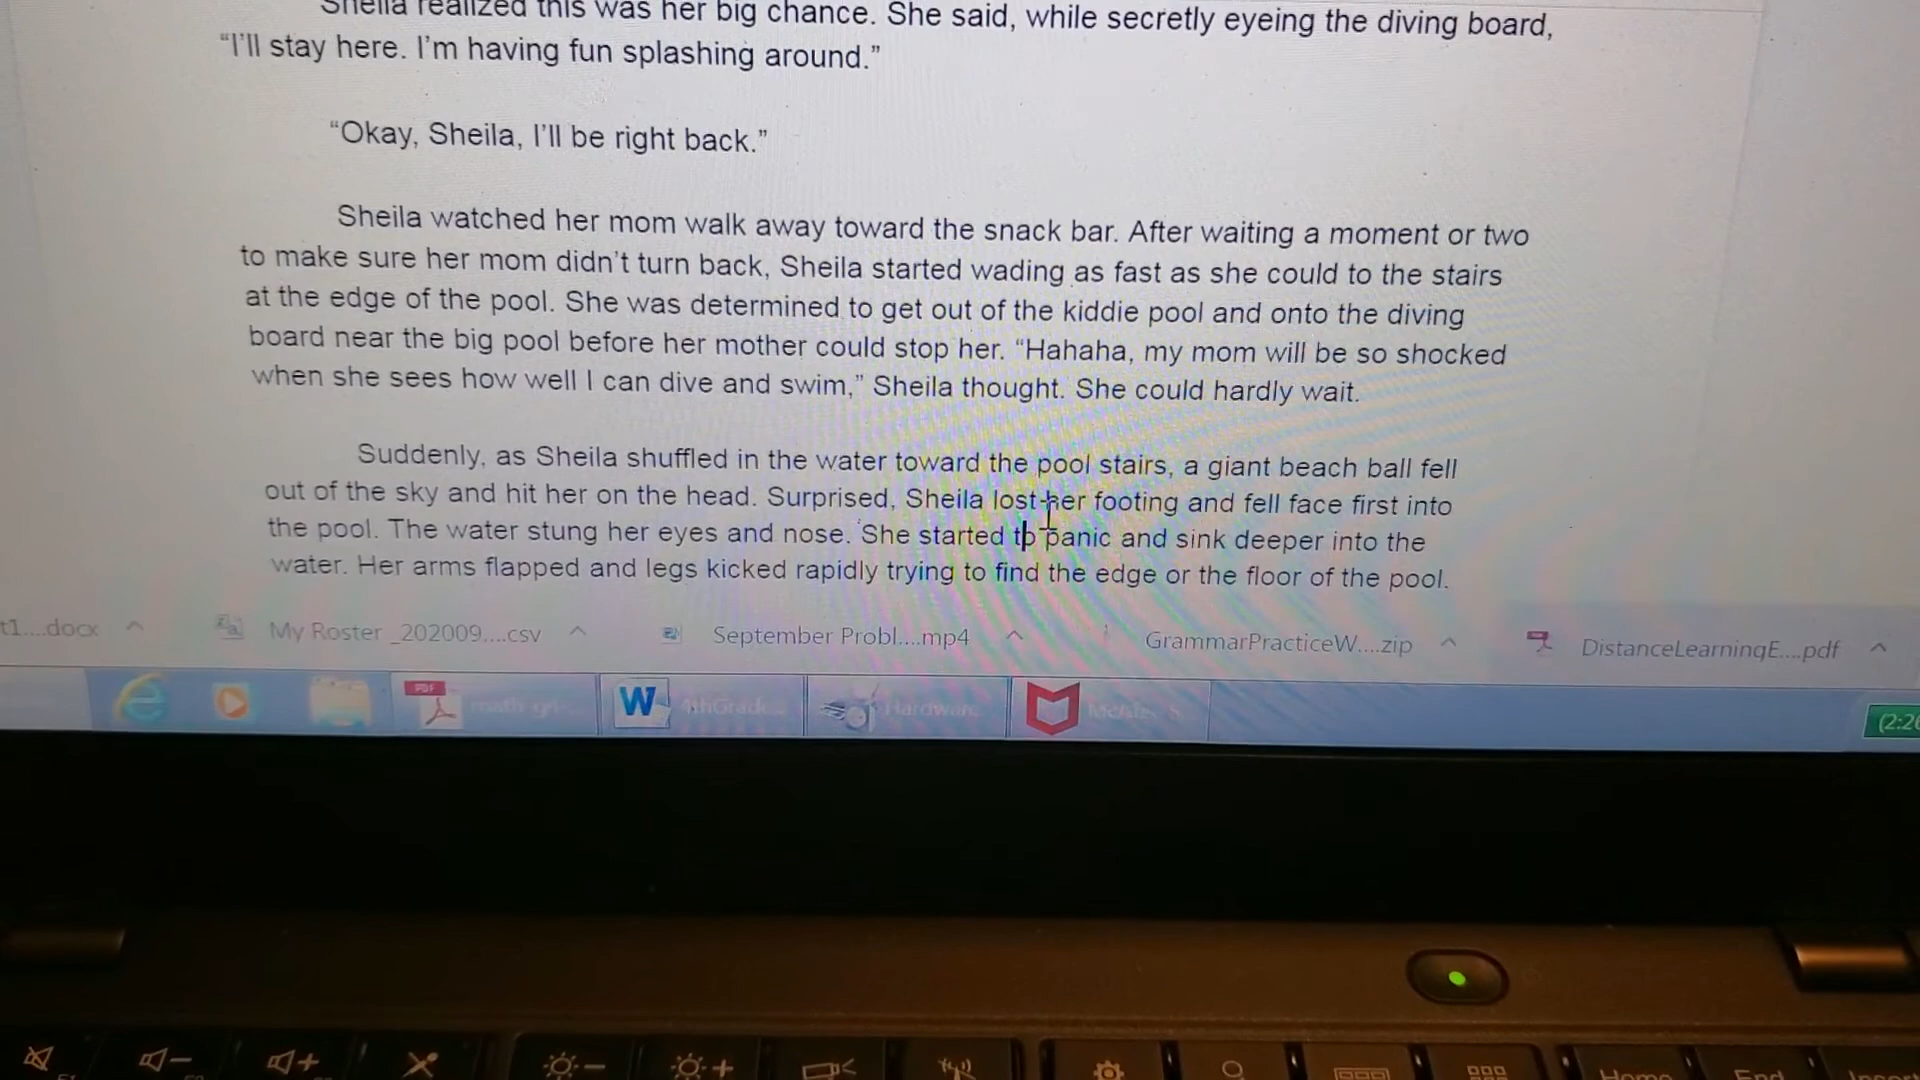 Sheila realized this was her big chance. She said, while secretly eyeing the diving board,
“I’ll stay here. I’m having fun splashing around.”
“Okay, Sheila, I’ll be right back.”
Sheila watched her mom walk away toward the snack bar. After waiting a moment or two
to make sure her mom didn’t turn back, Sheila started wading as fast as she could to the stairs
at the edge of the pool. She was determined to get out of the kiddie pool and onto the diving
board near the big pool before her mother could stop her. “Hahaha, my mom will be so shocked
when she sees how well I can dive and swim,” Sheila thought. She could hardly wait.
Suddenly, as Sheila shuffled in the water toward the pool stairs, a giant beach ball fell
out of the sky and hit her on the head. Surprised, Sheila lost her footing and fell face first into
the pool. The water stung her eyes and nose. She started to panic and sink deeper into the
water. Her arms flapped and legs kicked rapidly trying to find the edge or the floor of the pool.
t1....docx My Roster _202009....csv September Probl....mp4 GrammarPracticeW....zip DistanceLearningE....pdf
PDF W 4thGrad... Hardwar... (2:26
Home End Insert